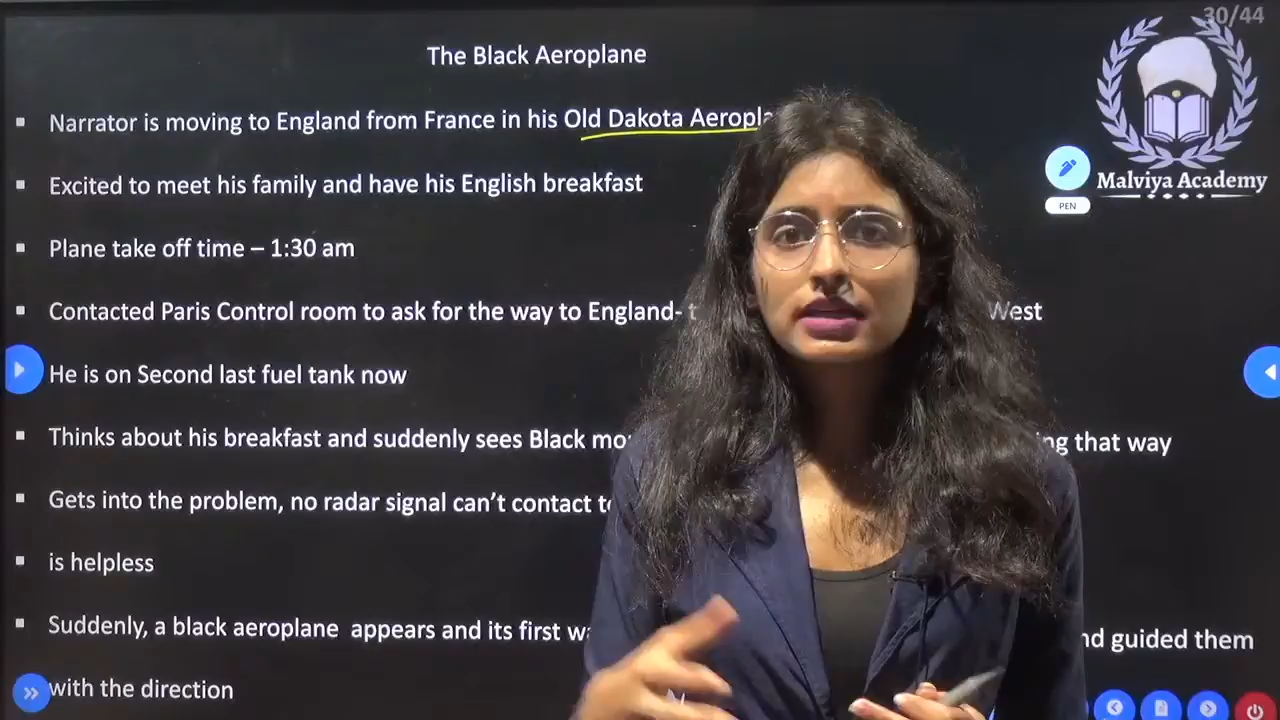 30/44
The Black Aeroplane
Narrator is moving to England from France in his Old Dakota
Excited to meet his family and have his English breakfast
PEN
Malviya Academy
Plane take off time – 1:30 am
Contacted Paris Control room to ask for the way to England- West
He is on Second last fuel tank now
Thinks about his breakfast and suddenly sees Black that way
Gets into the problem, no radar signal can’t contact
is helpless
Suddenly, a black aeroplane appears and its first guided them
with the direction